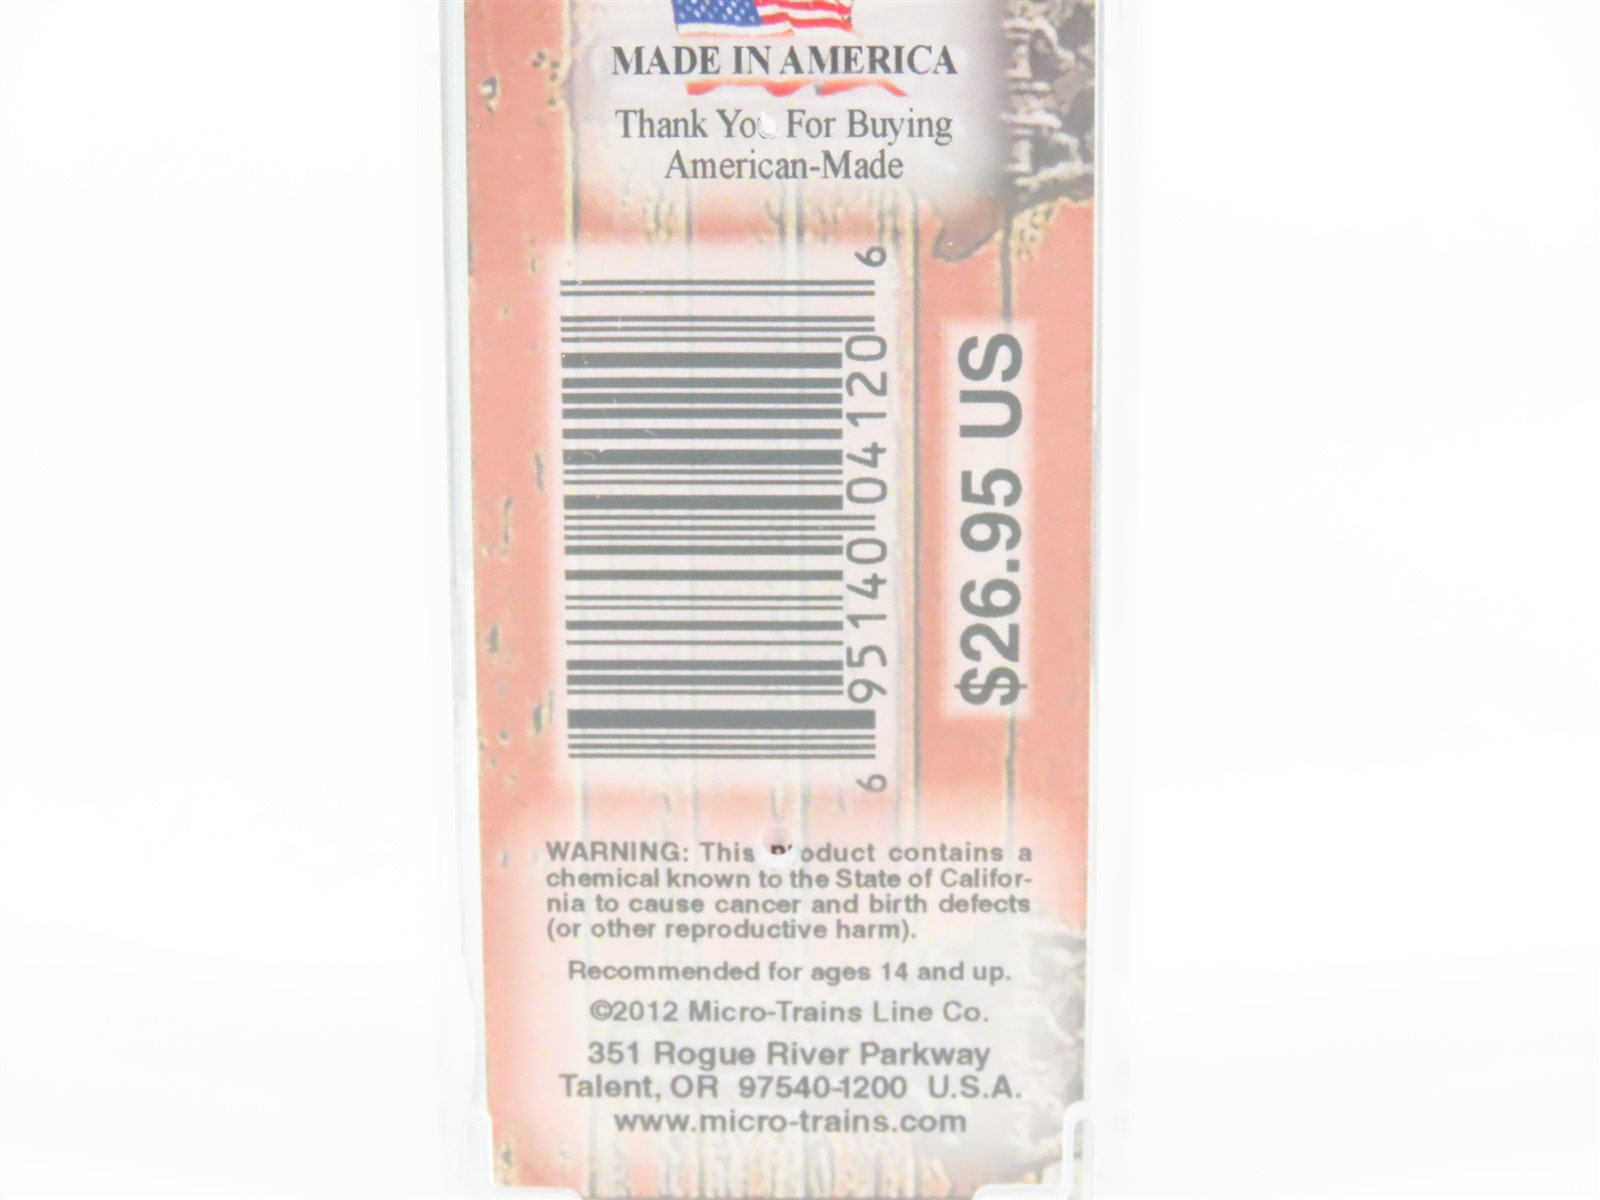 MADE IN AMERICA
Thank You For Buying
American-Made
6 95140 04120 6
$26.95 US
WARNING: This product contains a
chemical known to the State of Califor-
nia to cause cancer and birth defects
(or other reproductive harm).
Recommended for ages 14 and up.
©2012 Micro-Trains Line Co.
351 Rogue River Parkway
Talent, OR 97540-1200 U.S.A.
www.micro-trains.com